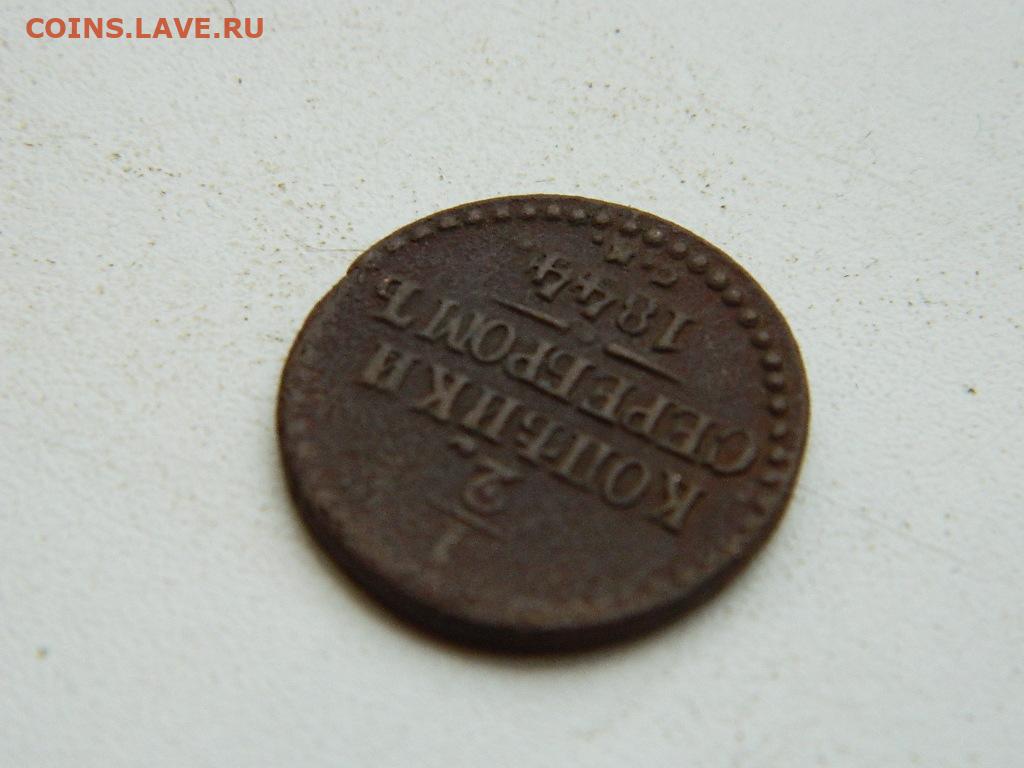 COINS.LAVE.RU
1
2
КОПѢЙКИ
СЕРЕБРОМЪ
1844.
С. М.